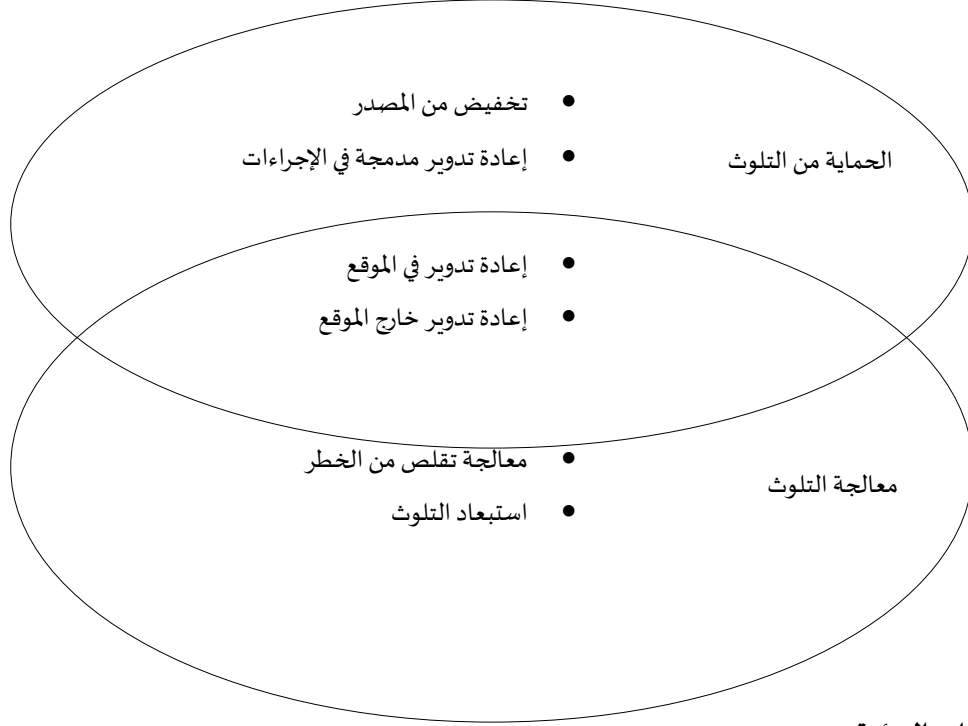 • تخفيض من المصدر
• إعادة تدوير مدمجة في الإجراءات
الحماية من التلوث
• إعادة تدوير في الموقع
• إعادة تدوير خارج الموقع
• معالجة تقلص من الخطر
معالجة التلوث
• استبعاد التلوث